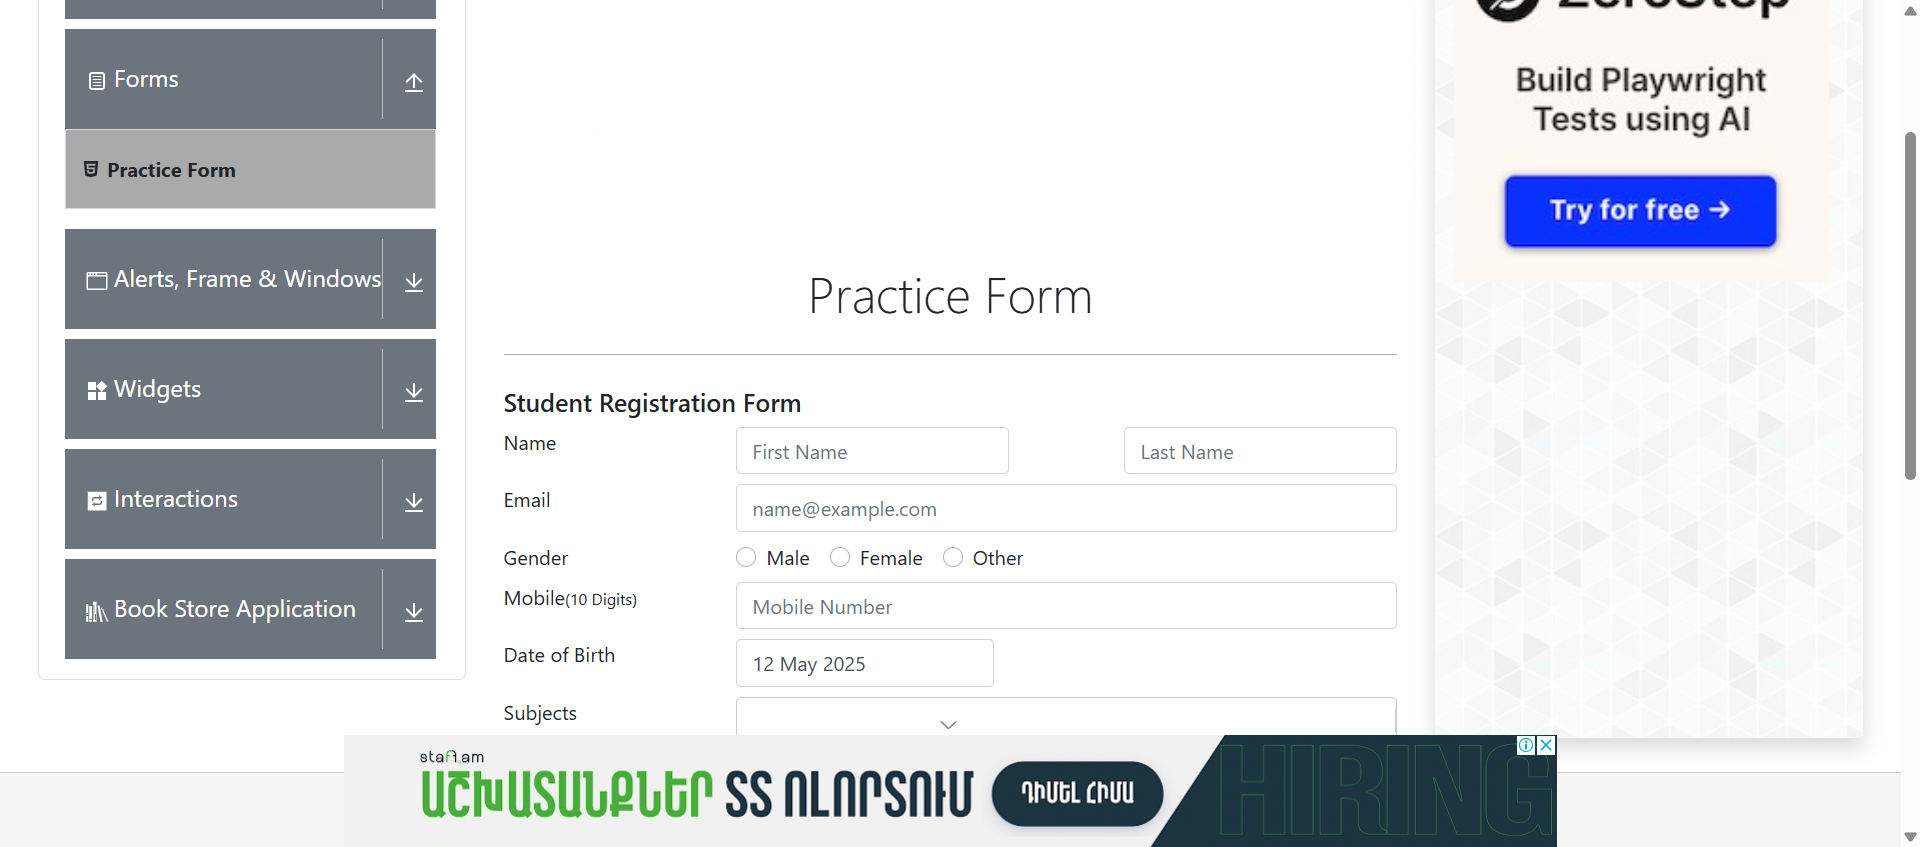 Forms
Practice Form
Alerts, Frame & Windows
Widgets
Interactions
Book Store Application
Practice Form
Student Registration Form
Name
First Name
Last Name
Email
name@example.com
Gender
Male
Female
Other
Mobile(10 Digits)
Mobile Number
Date of Birth
12 May 2025
Subjects
ZeroStep
Build Playwright
Tests using AI
Try for free →
staff.am
ԱՇԽԱՏԱՆՔՆԵՐ ՏՏ ՈԼՈՐՏՈՒՄ
ԴԻՄԵԼ ՀԻՄԱ
HIRING